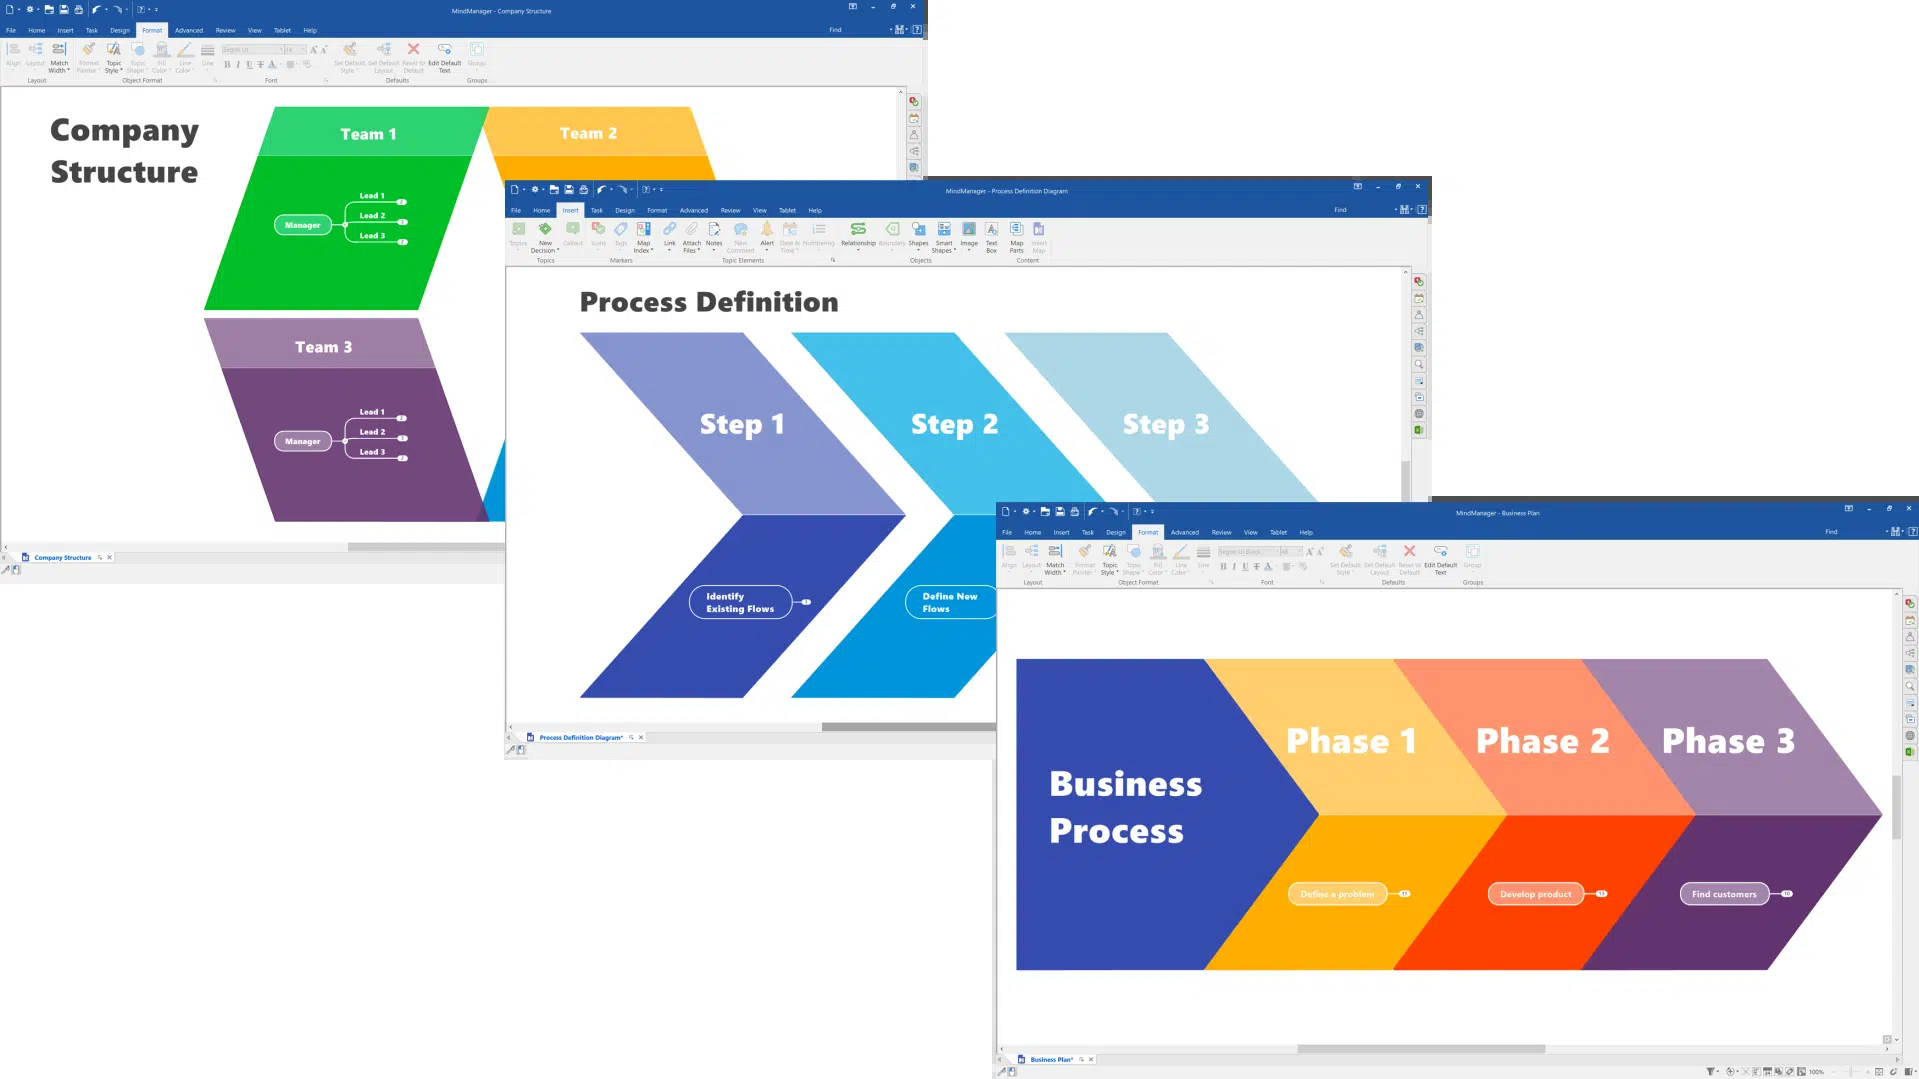 MindManager - Company Structure
File Home Insert Task Design Format Advanced Review View Tablet Help Find
Align Layout Match Width Format Painter Topic Style Topic Shape Fill Color Line Color Line Segoe UI 14 Set Default Style Set Default Layout Reset to Default Edit Default Text Group
Layout Object Format Font Defaults Groups
Company
Structure
Team 1
Team 2
Manager
Lead 1
Lead 2
Lead 3
Team 3
Manager
Lead 1
Lead 2
Lead 3
Company Structure
MindManager - Process Definition Diagram
File Home Insert Task Design Format Advanced Review View Tablet Help Find
Topics New Decision Callout Icons Tags Map Index Link Attach Files Notes New Comment Alert Date & Time Numbering Relationship Boundary Shapes Smart Shapes Image Text Box Map Parts Insert Map
Topics Markers Topic Elements Objects Content
Process Definition
Step 1
Step 2
Step 3
Identify
Existing Flows
Define New
Flows
Process Definition Diagram*
MindManager - Business Plan
File Home Insert Task Design Format Advanced Review View Tablet Help Find
Align Layout Match Width Format Painter Topic Style Topic Shape Fill Color Line Color Line Segoe UI Black 48 Set Default Style Set Default Layout Reset to Default Edit Default Text Group
Layout Object Format Font Defaults Groups
Business
Process
Phase 1
Phase 2
Phase 3
Define a problem 11
Develop product 11
Find customers 10
Business Plan*
100%